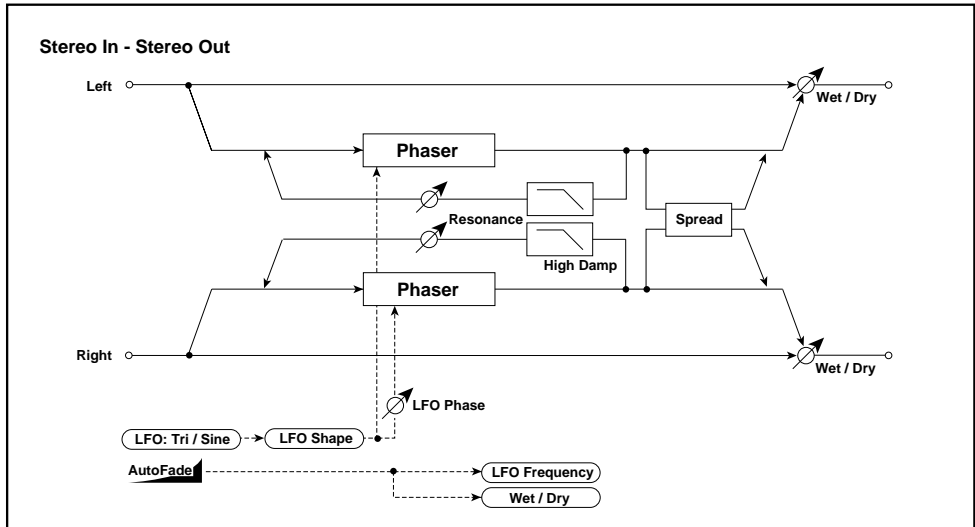 Stereo In - Stereo Out
Left
Wet / Dry
Phaser
Resonance
Spread
High Damp
Phaser
Right
Wet / Dry
LFO Phase
LFO: Tri / Sine
LFO Shape
AutoFade
LFO Frequency
Wet / Dry